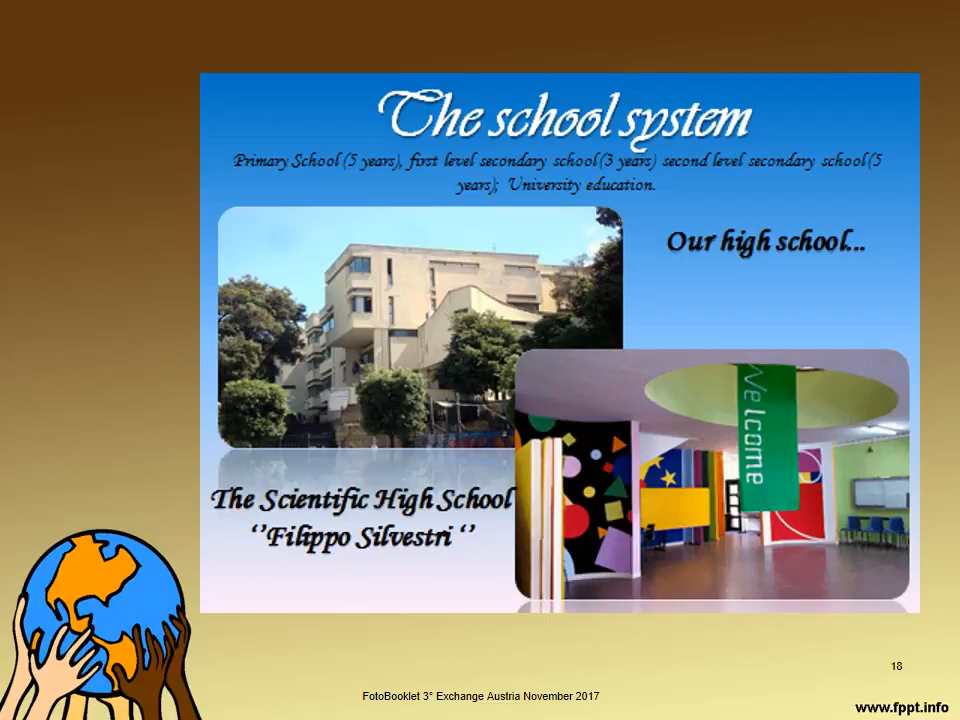 The school system
Primary School (5 years), first level secondary school (3 years) second level secondary school (5
years); University education.
Our high school...
Welcome
The Scientific High School
‘’Filippo Silvestri ‘’
18
FotoBooklet 3° Exchange Austria November 2017
www.fppt.info